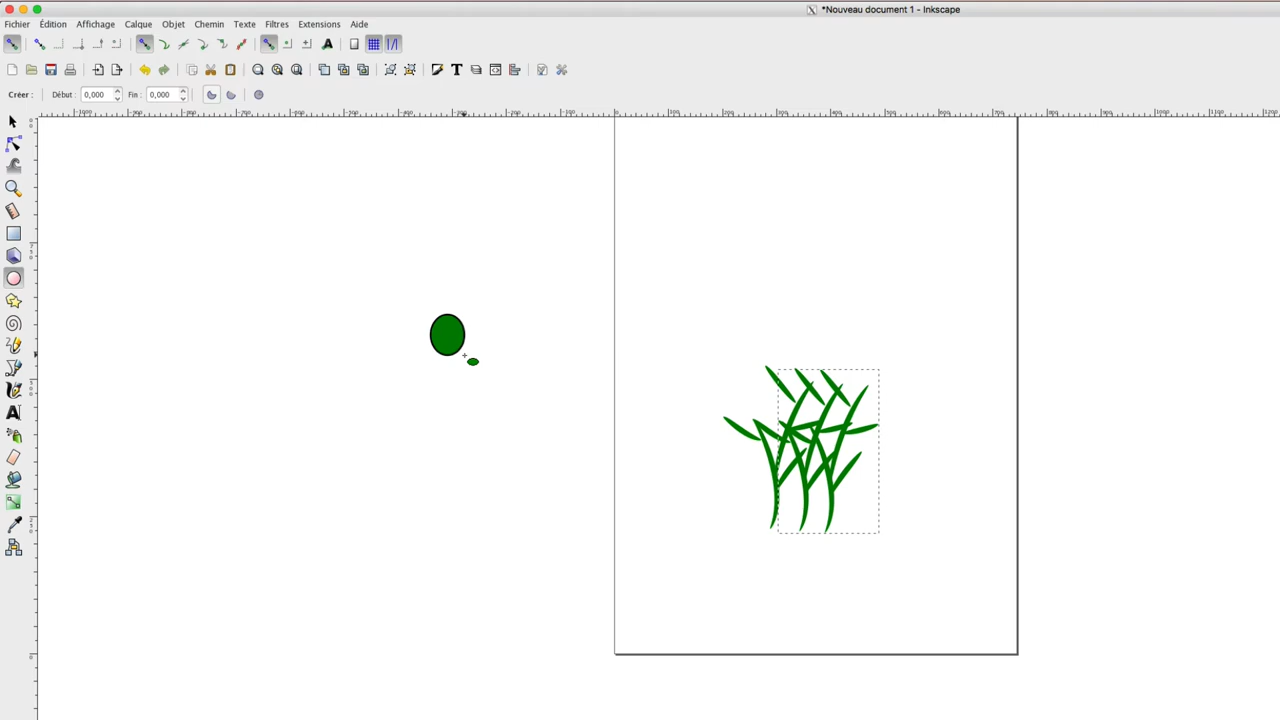 *Nouveau document 1 - Inkscape
Fichier Édition Affichage Calque Objet Chemin Texte Filtres Extensions Aide
Créer : Début : 0,000 Fin : 0,000